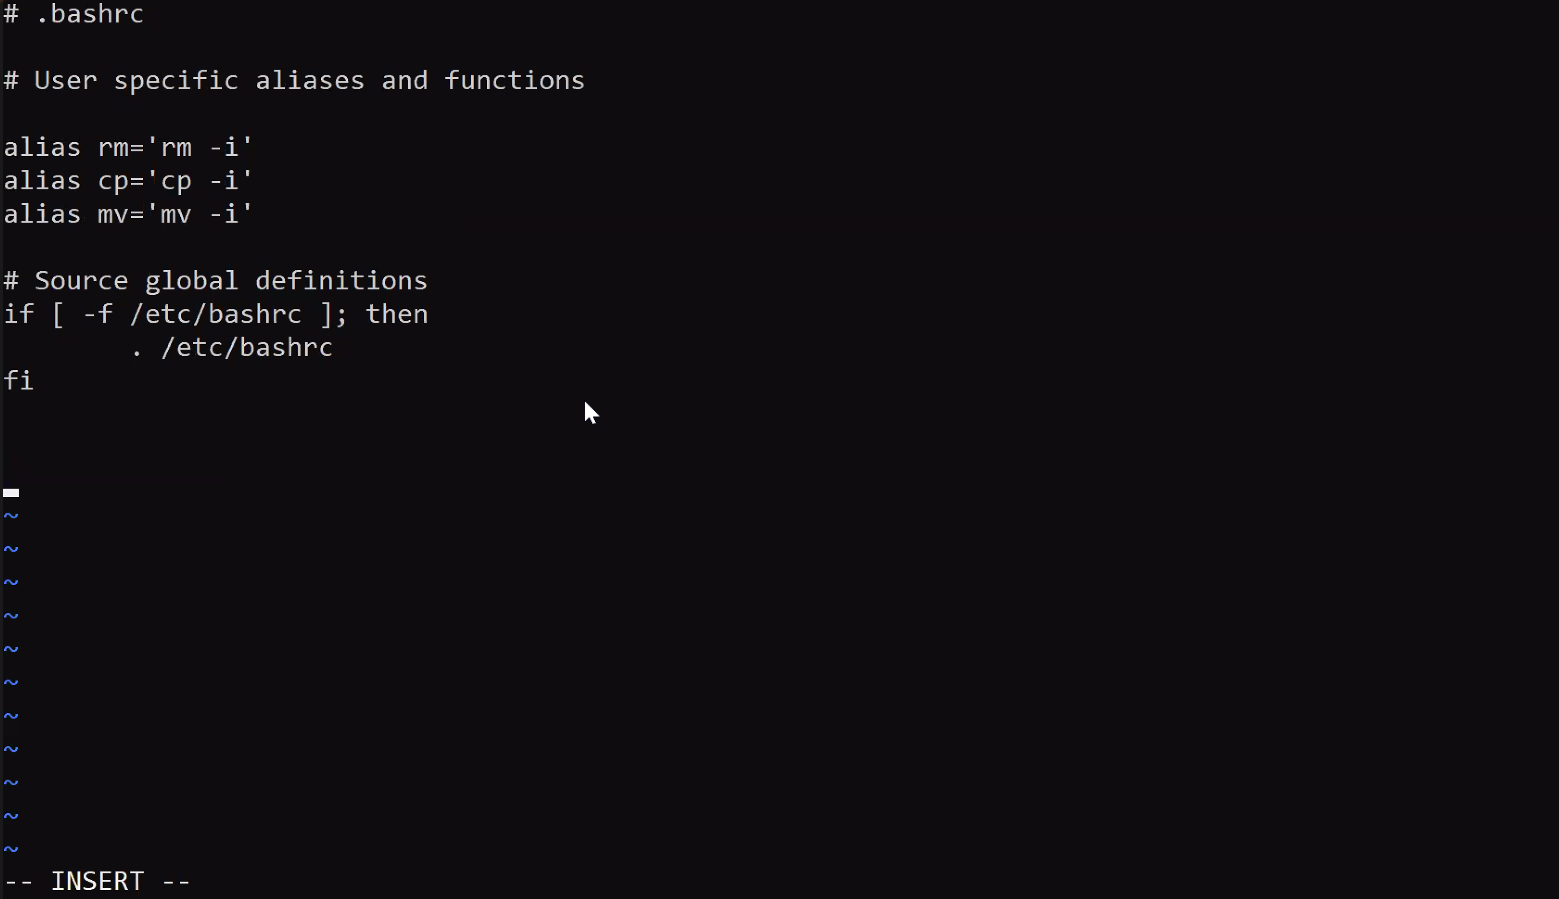 # .bashrc
# User specific aliases and functions
alias rm='rm -i'
alias cp='cp -i'
alias mv='mv -i'
# Source global definitions
if [ -f /etc/bashrc ]; then
        . /etc/bashrc
fi
~
~
~
~
~
~
~
~
~
~
~
-- INSERT --